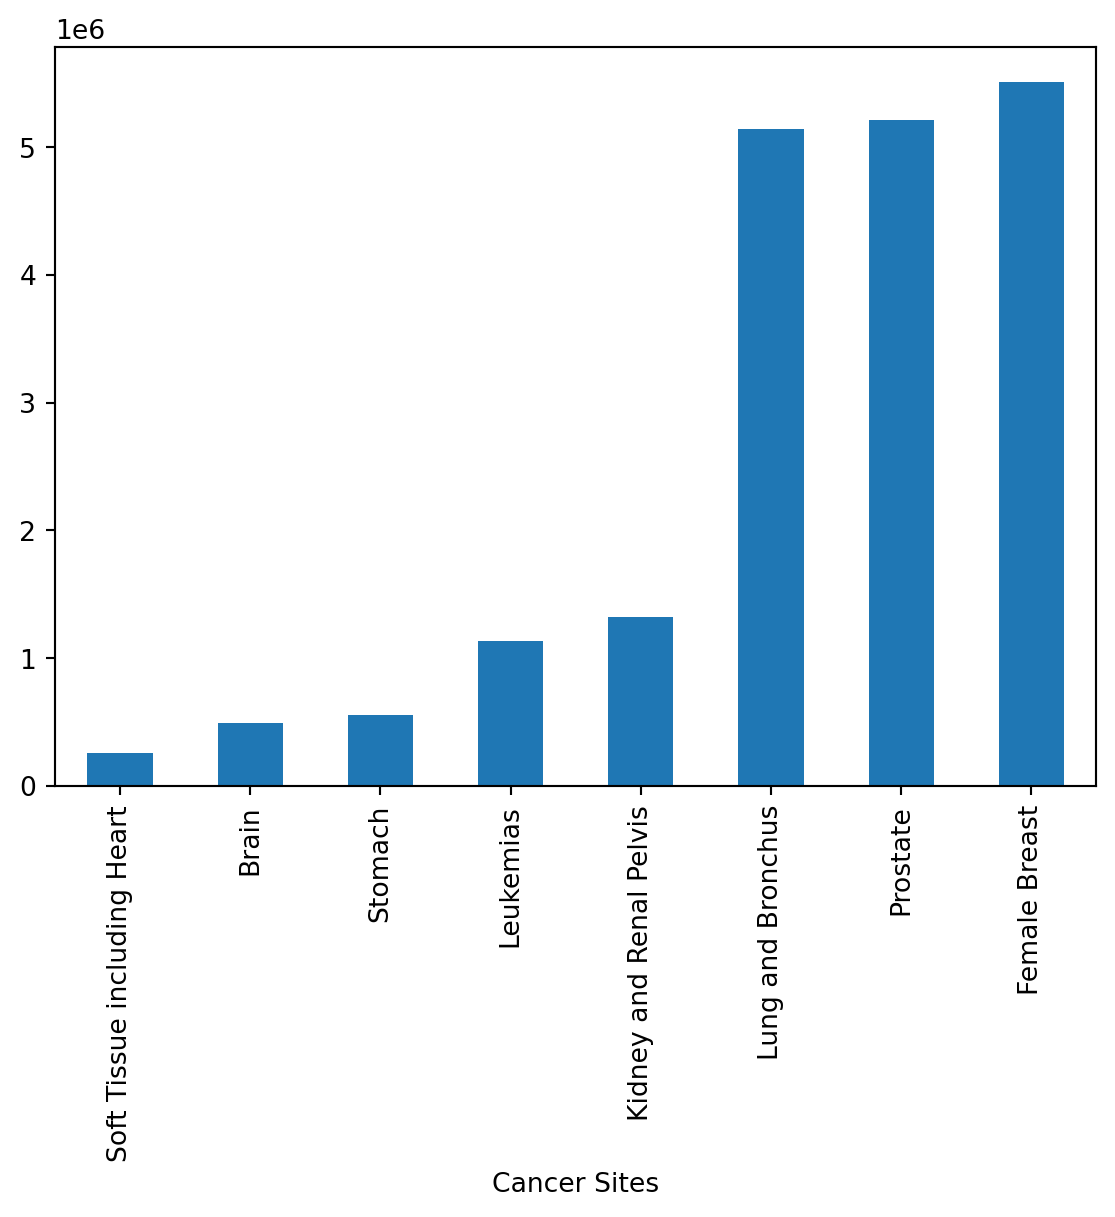 1e6
5
4
3
2
1
0
Soft Tissue including Heart
Brain
Stomach
Leukemias
Kidney and Renal Pelvis
Lung and Bronchus
Prostate
Female Breast
Cancer Sites